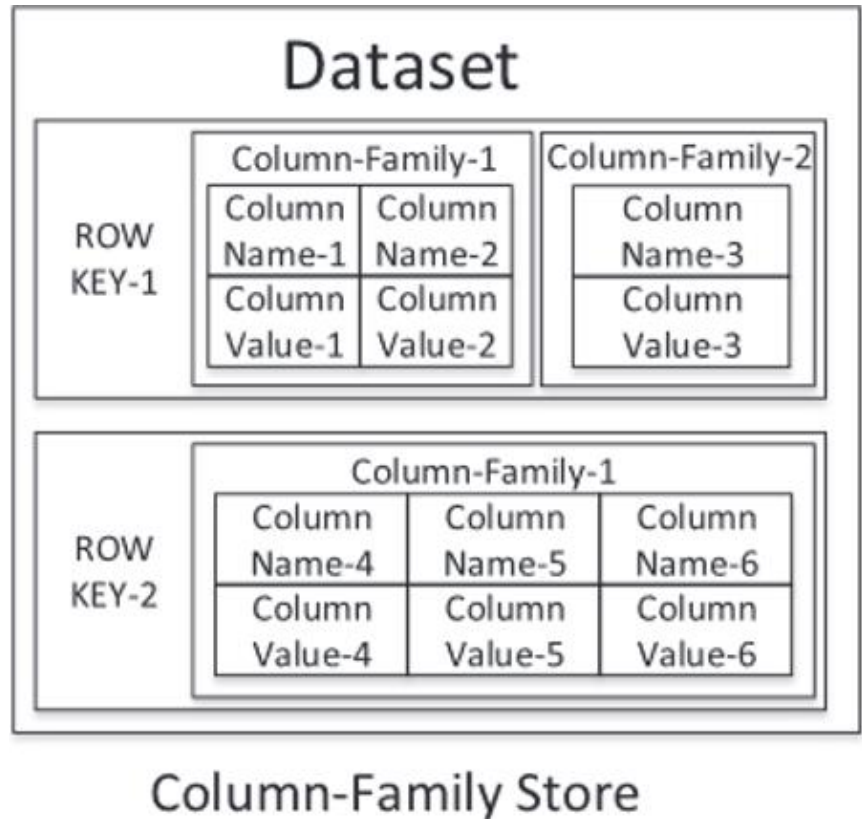 Dataset
Column-Family-1
Column-Family-2
ROW
KEY-1
Column Column
Name-1 Name-2
Column Column
Value-1 Value-2
Column
Name-3
Column
Value-3
Column-Family-1
ROW
KEY-2
Column Column Column
Name-4 Name-5 Name-6
Column Column Column
Value-4 Value-5 Value-6
Column-Family Store